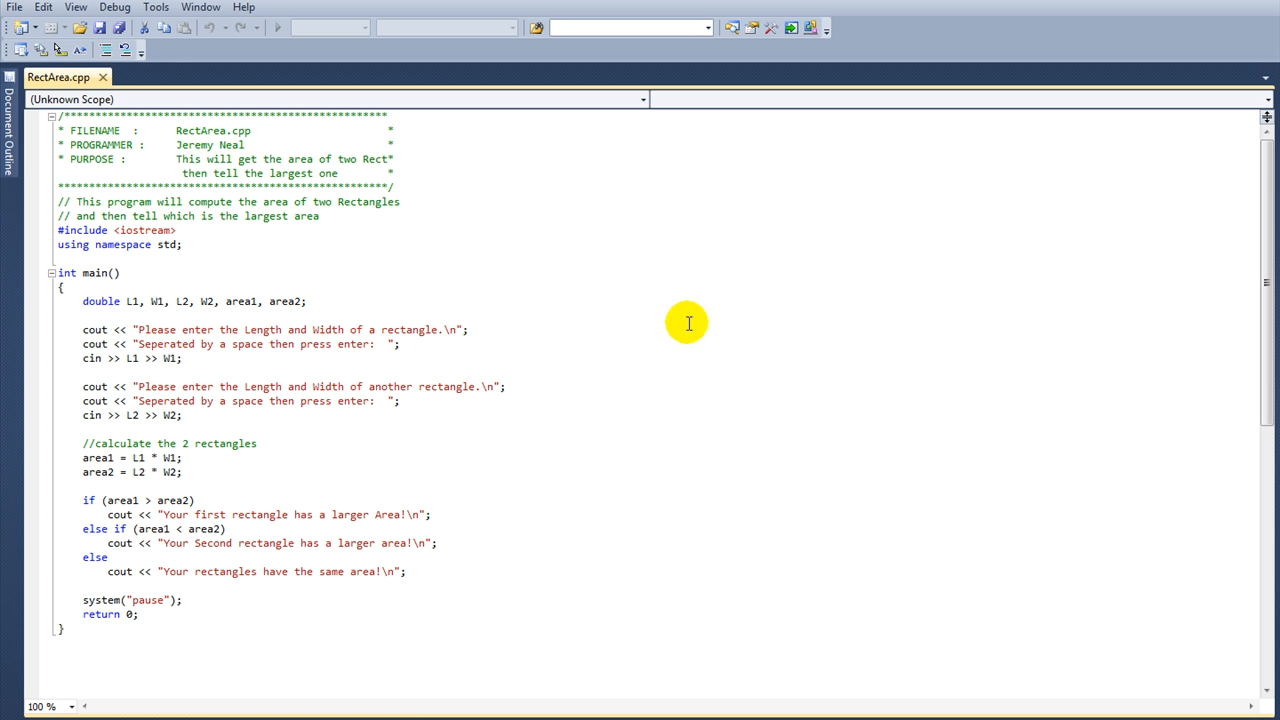 File Edit View Debug Tools Window Help
RectArea.cpp
Document Outline
(Unknown Scope)
/****************************************************
* FILENAME  :      RectArea.cpp                       *
* PROGRAMMER :     Jeremy Neal                        *
* PURPOSE :        This will get the area of two Rect*
                    then tell the largest one        *
*****************************************************/
// This program will compute the area of two Rectangles
// and then tell which is the largest area
#include <iostream>
using namespace std;
int main()
{
    double L1, W1, L2, W2, area1, area2;
    cout << "Please enter the Length and Width of a rectangle.\n";
    cout << "Seperated by a space then press enter:  ";
    cin >> L1 >> W1;
    cout << "Please enter the Length and Width of another rectangle.\n";
    cout << "Seperated by a space then press enter:  ";
    cin >> L2 >> W2;
    //calculate the 2 rectangles
    area1 = L1 * W1;
    area2 = L2 * W2;
    if (area1 > area2)
        cout << "Your first rectangle has a larger Area!\n";
    else if (area1 < area2)
        cout << "Your Second rectangle has a larger area!\n";
    else
        cout << "Your rectangles have the same area!\n";
    system("pause");
    return 0;
}
100 %